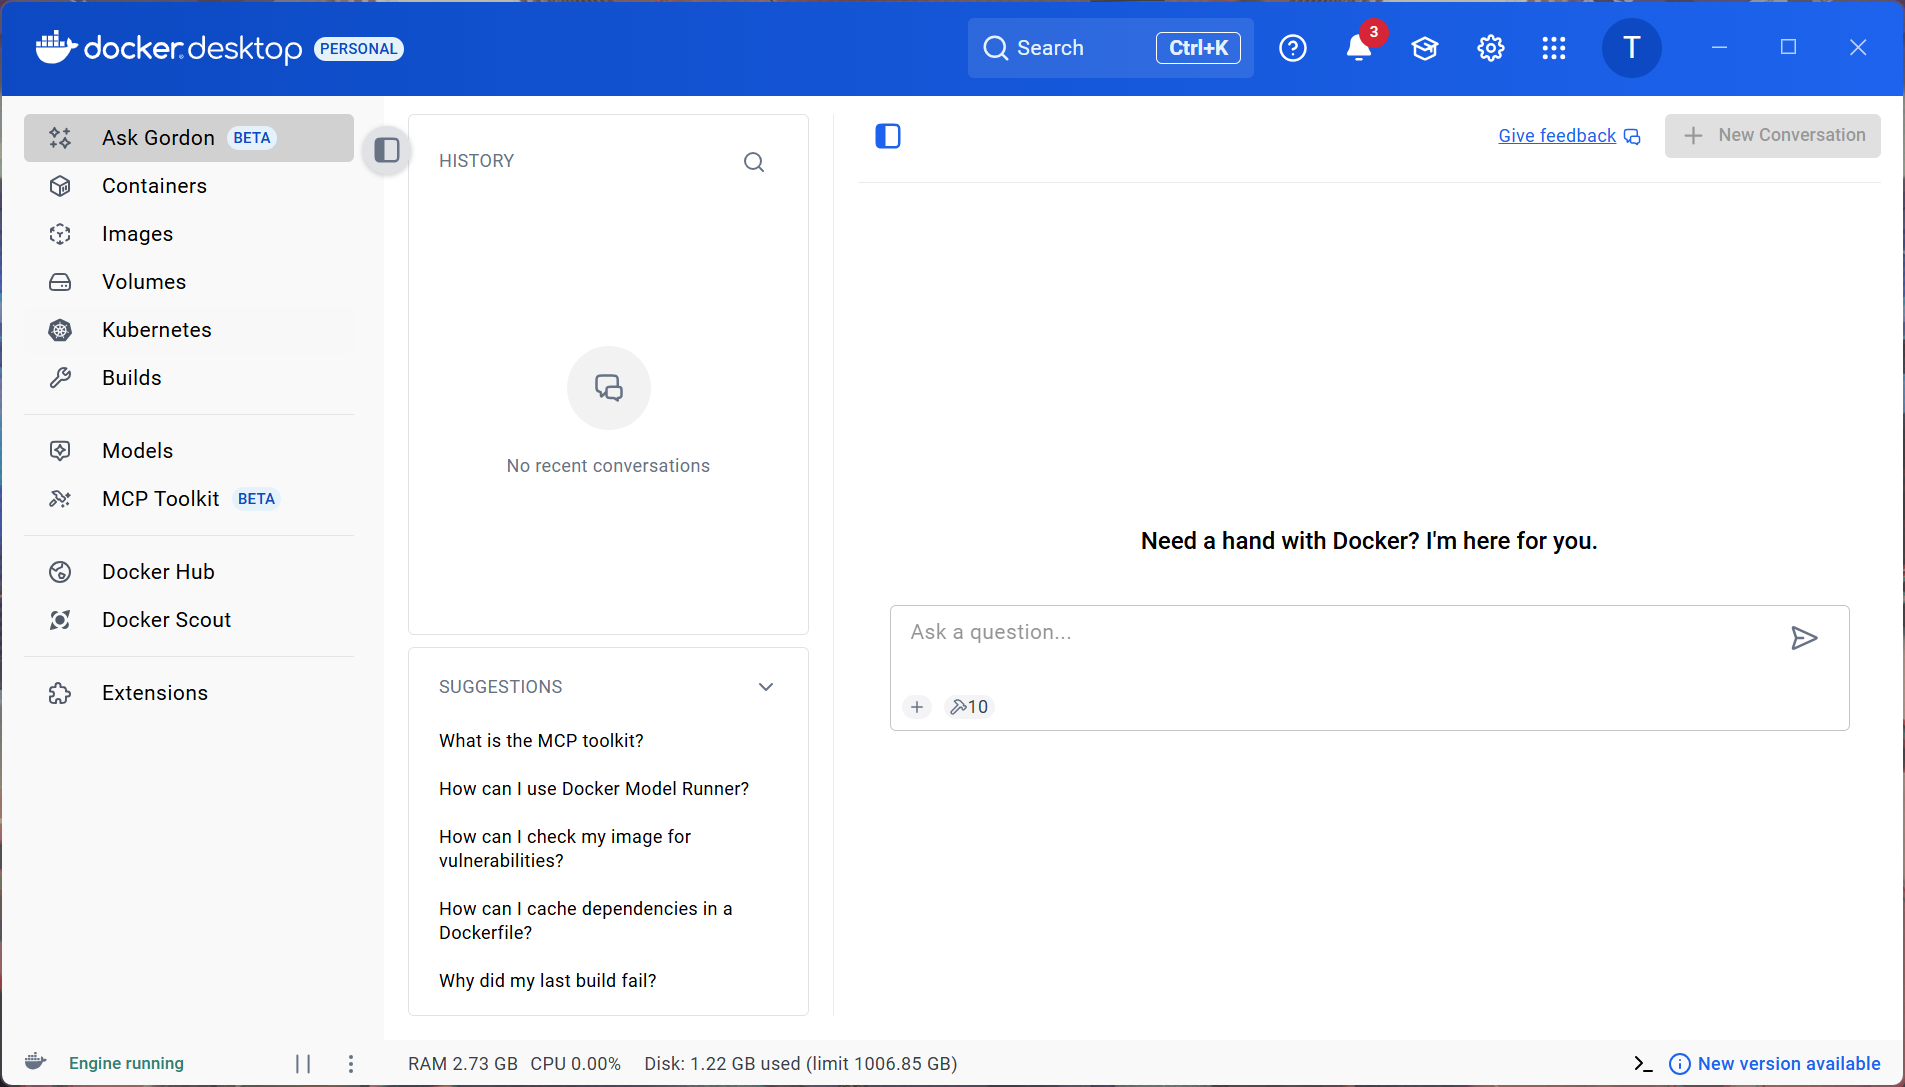 docker desktop PERSONAL
Search Ctrl+K
3
T
Ask Gordon BETA
Containers
Images
Volumes
Kubernetes
Builds
Models
MCP Toolkit BETA
Docker Hub
Docker Scout
Extensions
HISTORY
No recent conversations
SUGGESTIONS
What is the MCP toolkit?
How can I use Docker Model Runner?
How can I check my image for
vulnerabilities?
How can I cache dependencies in a
Dockerfile?
Why did my last build fail?
Give feedback
New Conversation
Need a hand with Docker? I'm here for you.
Ask a question...
10
Engine running
RAM 2.73 GB CPU 0.00% Disk: 1.22 GB used (limit 1006.85 GB)
New version available